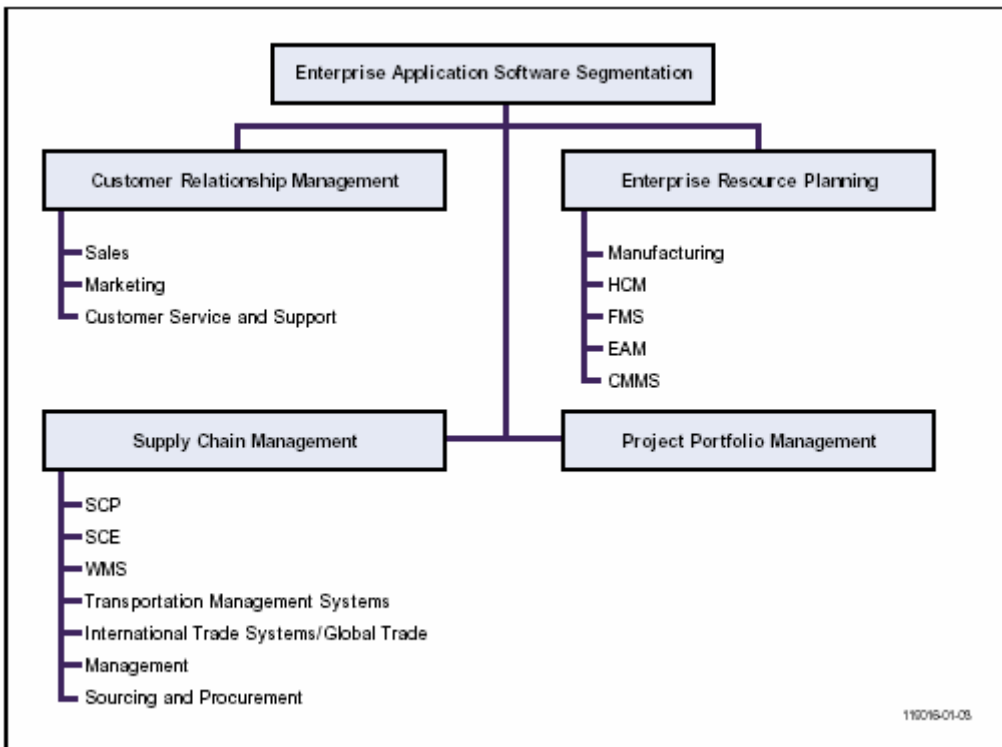 Enterprise Application Software Segmentation
Customer Relationship Management
Enterprise Resource Planning
Sales
Marketing
Customer Service and Support
Manufacturing
HCM
FMS
EAM
CMMS
Supply Chain Management
Project Portfolio Management
SCP
SCE
WMS
Transportation Management Systems
International Trade Systems/Global Trade
Management
Sourcing and Procurement
119016-01-03